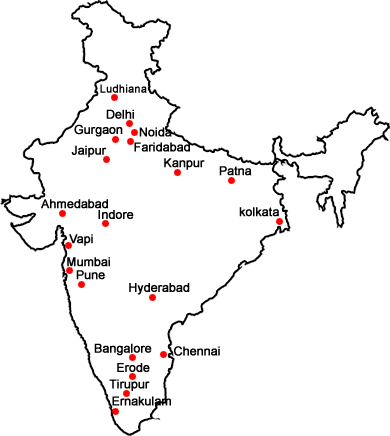 Ludhiana
Delhi
Gurgaon
Noida
Faridabad
Jaipur
Kanpur
Patna
Ahmedabad
Indore
kolkata
Vapi
Mumbai
Pune
Hyderabad
Bangalore
Chennai
Erode
Tirupur
Ernakulam